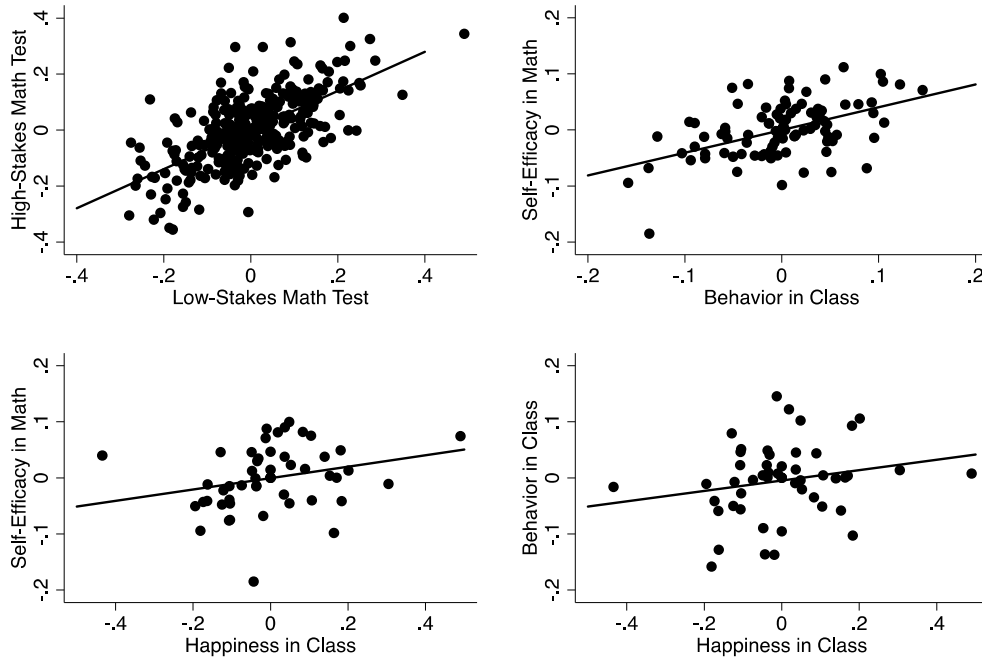 High-Stakes Math Test
.4
.2
0
-.2
-.4
-.4 -.2 0 .2 .4
Low-Stakes Math Test
Self-Efficacy in Math
.2
.1
0
-.1
-.2
-.2 -.1 0 .1 .2
Behavior in Class
Self-Efficacy in Math
.2
.1
0
-.1
-.2
-.4 -.2 0 .2 .4
Happiness in Class
Behavior in Class
.2
.1
0
-.1
-.2
-.4 -.2 0 .2 .4
Happiness in Class